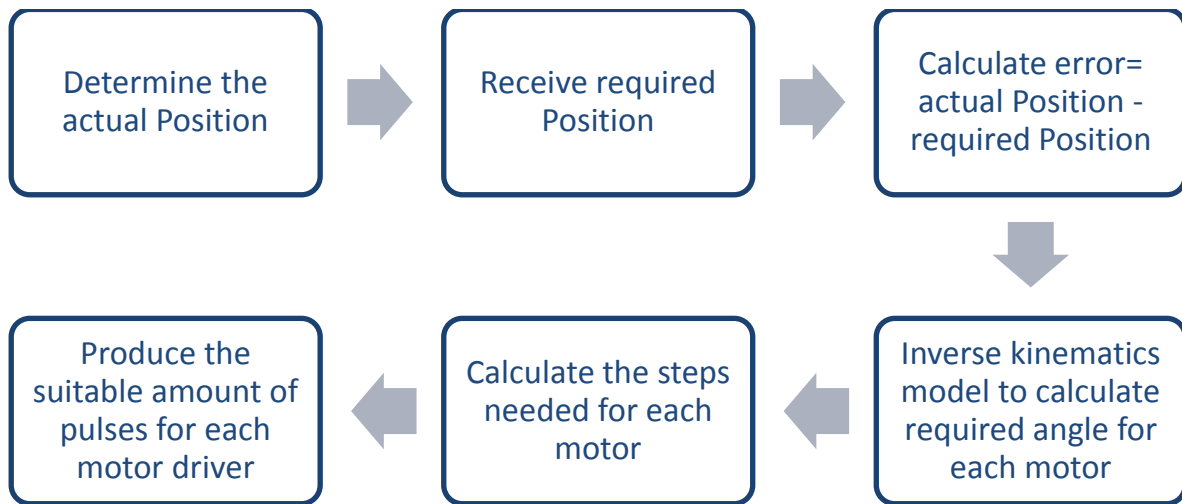 Determine the
actual Position
Receive required
Position
Calculate error=
actual Position -
required Position
Inverse kinematics
model to calculate
required angle for
each motor
Calculate the steps
needed for each
motor
Produce the
suitable amount of
pulses for each
motor driver